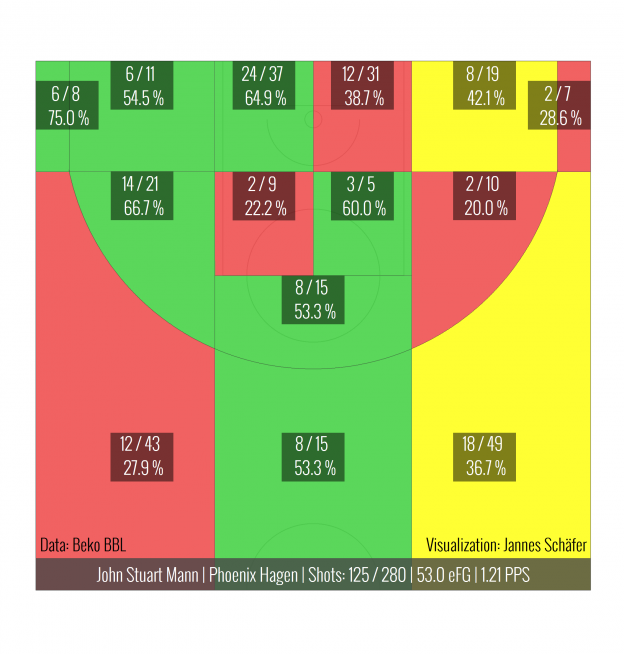 6 / 8
75.0 %
6 / 11
54.5 %
24 / 37
64.9 %
12 / 31
38.7 %
8 / 19
42.1 %
2 / 7
28.6 %
14 / 21
66.7 %
2 / 9
22.2 %
3 / 5
60.0 %
2 / 10
20.0 %
8 / 15
53.3 %
12 / 43
27.9 %
8 / 15
53.3 %
18 / 49
36.7 %
Data: Beko BBL
Visualization: Jannes Schäfer
John Stuart Mann | Phoenix Hagen | Shots: 125 / 280 | 53.0 eFG | 1.21 PPS